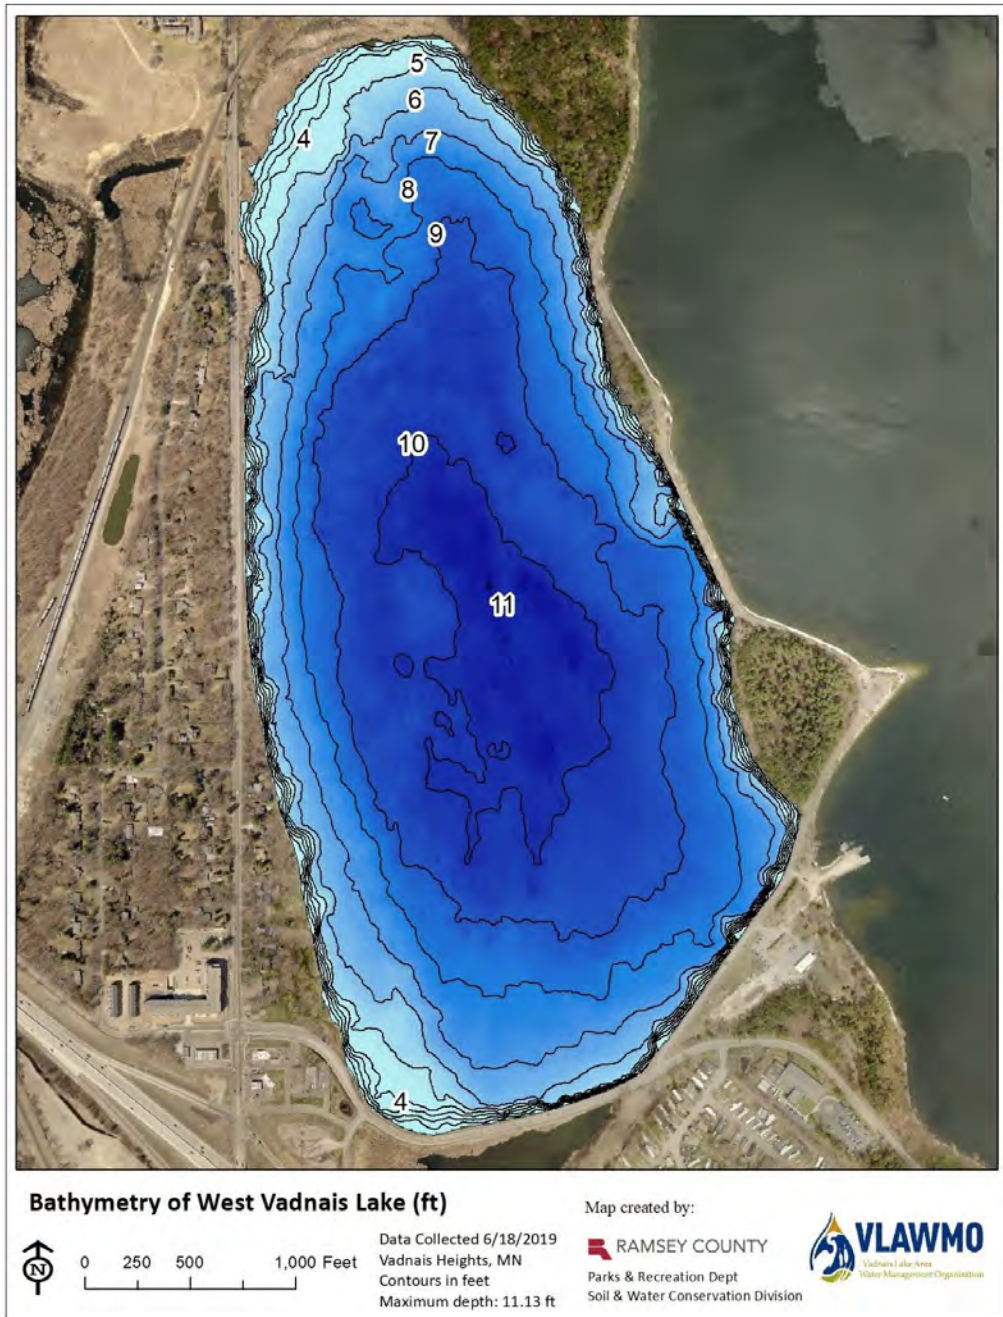 5
6
4
7
8
9
10
11
4
Bathymetry of West Vadnais Lake (ft)
N
0 250 500 1,000 Feet
Data Collected 6/18/2019
Vadnais Heights, MN
Contours in feet
Maximum depth: 11.13 ft
Map created by:
RAMSEY COUNTY
Parks & Recreation Dept
Soil & Water Conservation Division
VLAWMO
Vadnais Lake Area
Water Management Organization